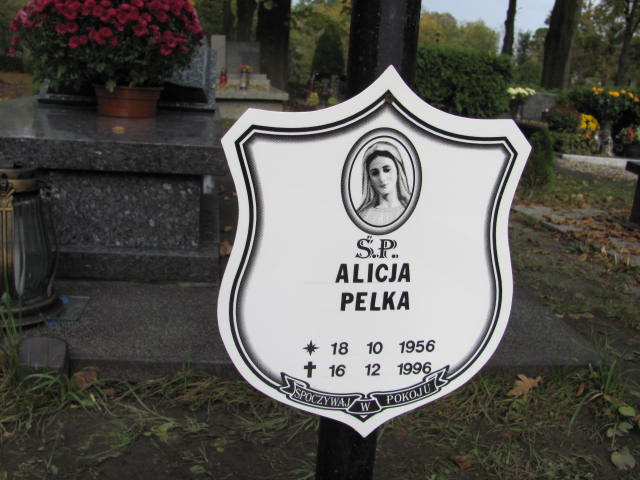 Ś.P.
ALICJA
PELKA
* 18 10 1956
✝ 16 12 1996
SPOCZYWAJ W POKOJU